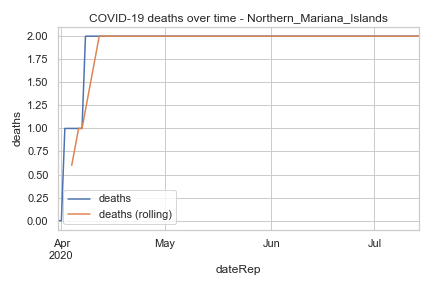 COVID-19 deaths over time - Northern_Mariana_Islands
2.00
1.75
1.50
1.25
1.00
0.75
0.50
0.25
0.00
deaths
deaths
deaths (rolling)
Apr
2020
May
Jun
Jul
dateRep